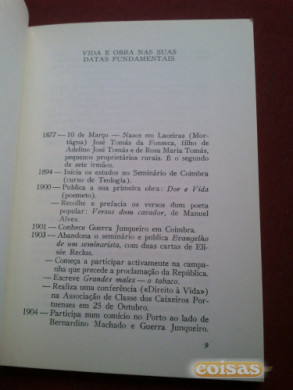 VIDA E OBRA NAS SUAS
DATAS FUNDAMENTAIS
1877 — 10 de Março — Nasce em Laceiras (Mor-
tágua) José Tomás da Fonseca, filho de
Adelino José Tomás e de Rosa Maria Tomás,
pequenos proprietários rurais. É o segundo
de sete irmãos.
1894 — Inicia os estudos no Seminário de Coimbra
(curso de Teologia).
1900 — Publica a sua primeira obra: Dor e Vida
(poemeto).
— Recolhe e prefacia os versos dum poeta
popular: Versos dum cavador, de Manuel
Alves.
1901 — Conhece Guerra Junqueiro em Coimbra.
1903 — Abandona o seminário e publica Evangelho
de um seminarista, com duas cartas de Eli-
sée Reclus.
— Começa a participar activamente na campa-
nha que precede a proclamação da República.
— Escreve Grandes males — o tabaco.
— Realiza uma conferência («Direito à Vida»)
na Associação de Classe dos Caixeiros Por-
tuenses em 25 de Outubro.
1904 — Participa num comício no Porto ao lado de
Bernardino Machado e Guerra Junqueiro.
9
coisas